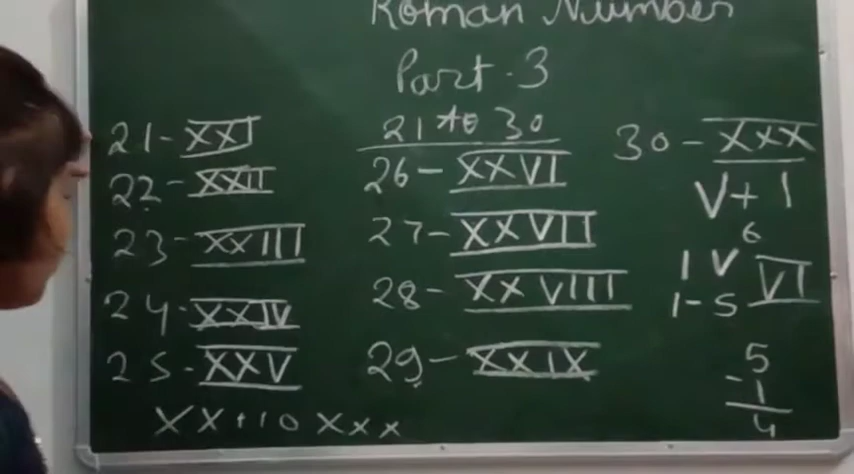 Roman Number
Part-3
21 to 30
21-XXI
22-XXII
23-XXIII
24-XXIV
25-XXV
26-XXVI
27-XXVII
28-XXVIII
29-XXIX
30-XXX
V+I
6
IV VI
1-5
5
-1
4
XX+10 XXX